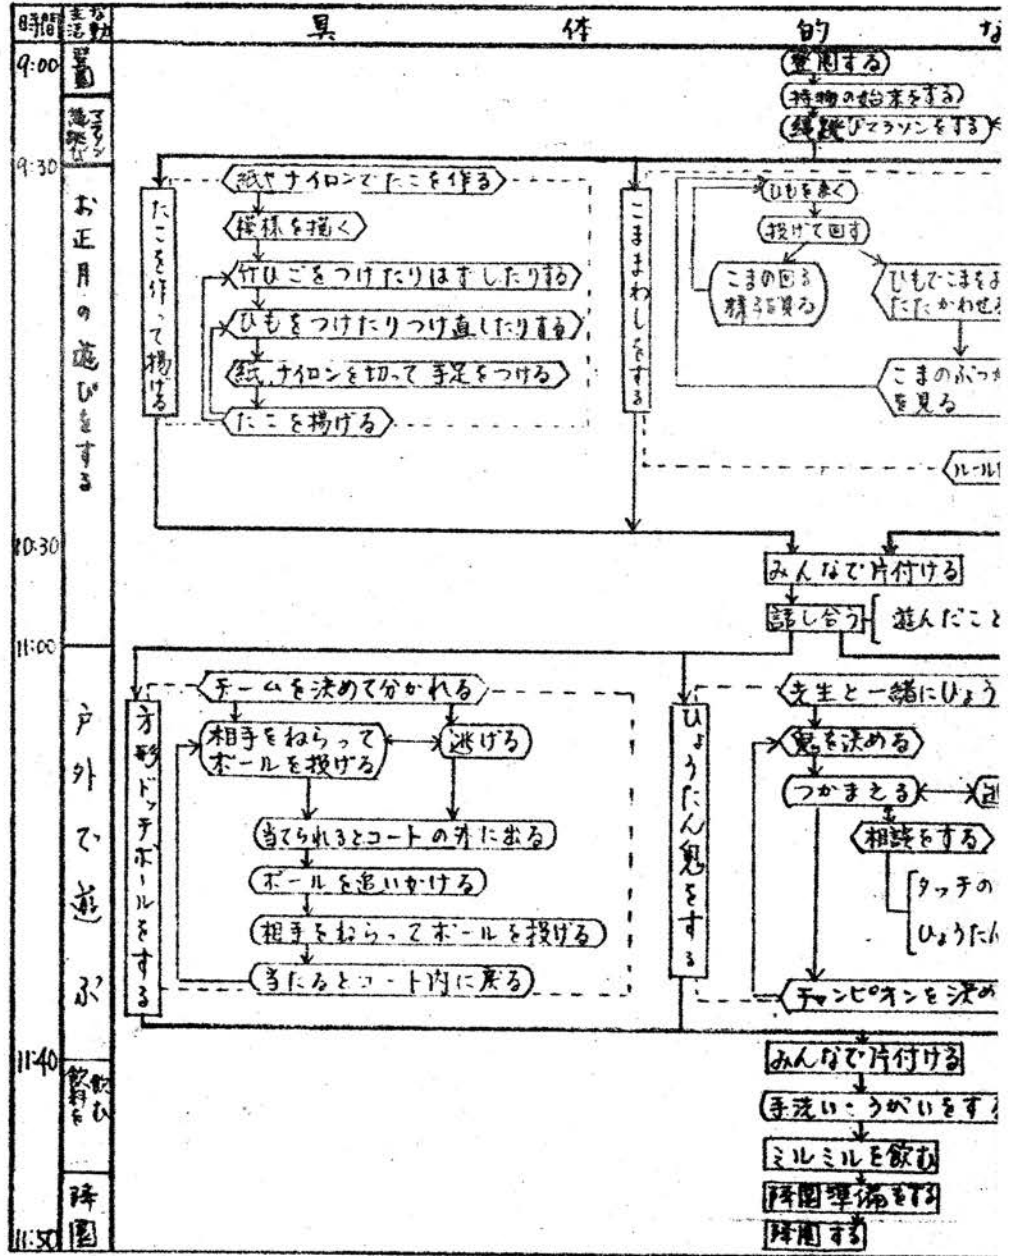 時間
主な活動
具 体 的 な
9:00
登園
登園する
持物の始末をする
縄跳びマラソンをする
マラソン
縄跳び
9:30
お正月の遊びをする
たこを作って揚げる
紙やナイロンでたこを作る
模様を描く
竹ひごをつけたりはずしたりする
ひもをつけたりつけ直したりする
紙、ナイロンを切って手足をつける
たこを揚げる
こままわしをする
ひもを巻く
投げて回す
こまの回る
様子を見る
ひもでこまを
たたかわせる
こまのぶつか
を見る
ルール
10:30
みんなで片付ける
話し合う
遊んだこと
11:00
戸外で遊ぶ
方形ドッチボールをする
チームを決めて分かれる
相手をねらって
ボールを投げる
逃げる
当てられるとコートの外に出る
ボールを追いかける
相手をねらってボールを投げる
当たるとコート内に戻る
ひょうたん鬼をする
先生と一緒にひょう
鬼を決める
つかまえる
逃
相談をする
タッチの
ひょうたん
チャンピオンを決め
11:40
飲料を飲む
みんなで片付ける
手洗い・うがいをする
ミルミルを飲む
降園準備をする
降園する
降園
11:50